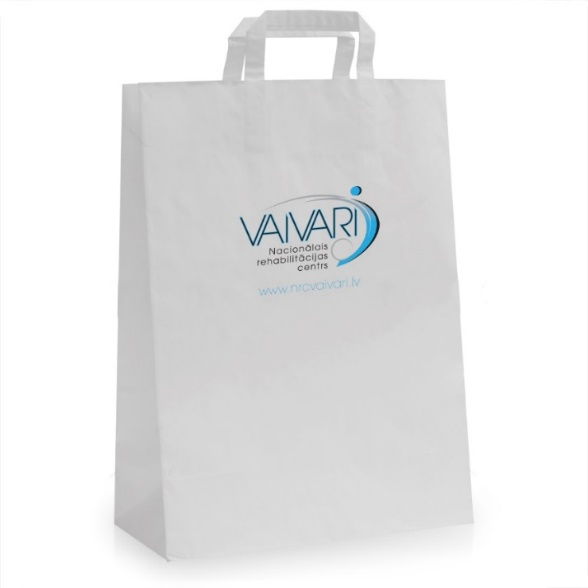 VAIVARI
Nacionālais
rehabilitācijas
centrs
www.nrcvaivari.lv